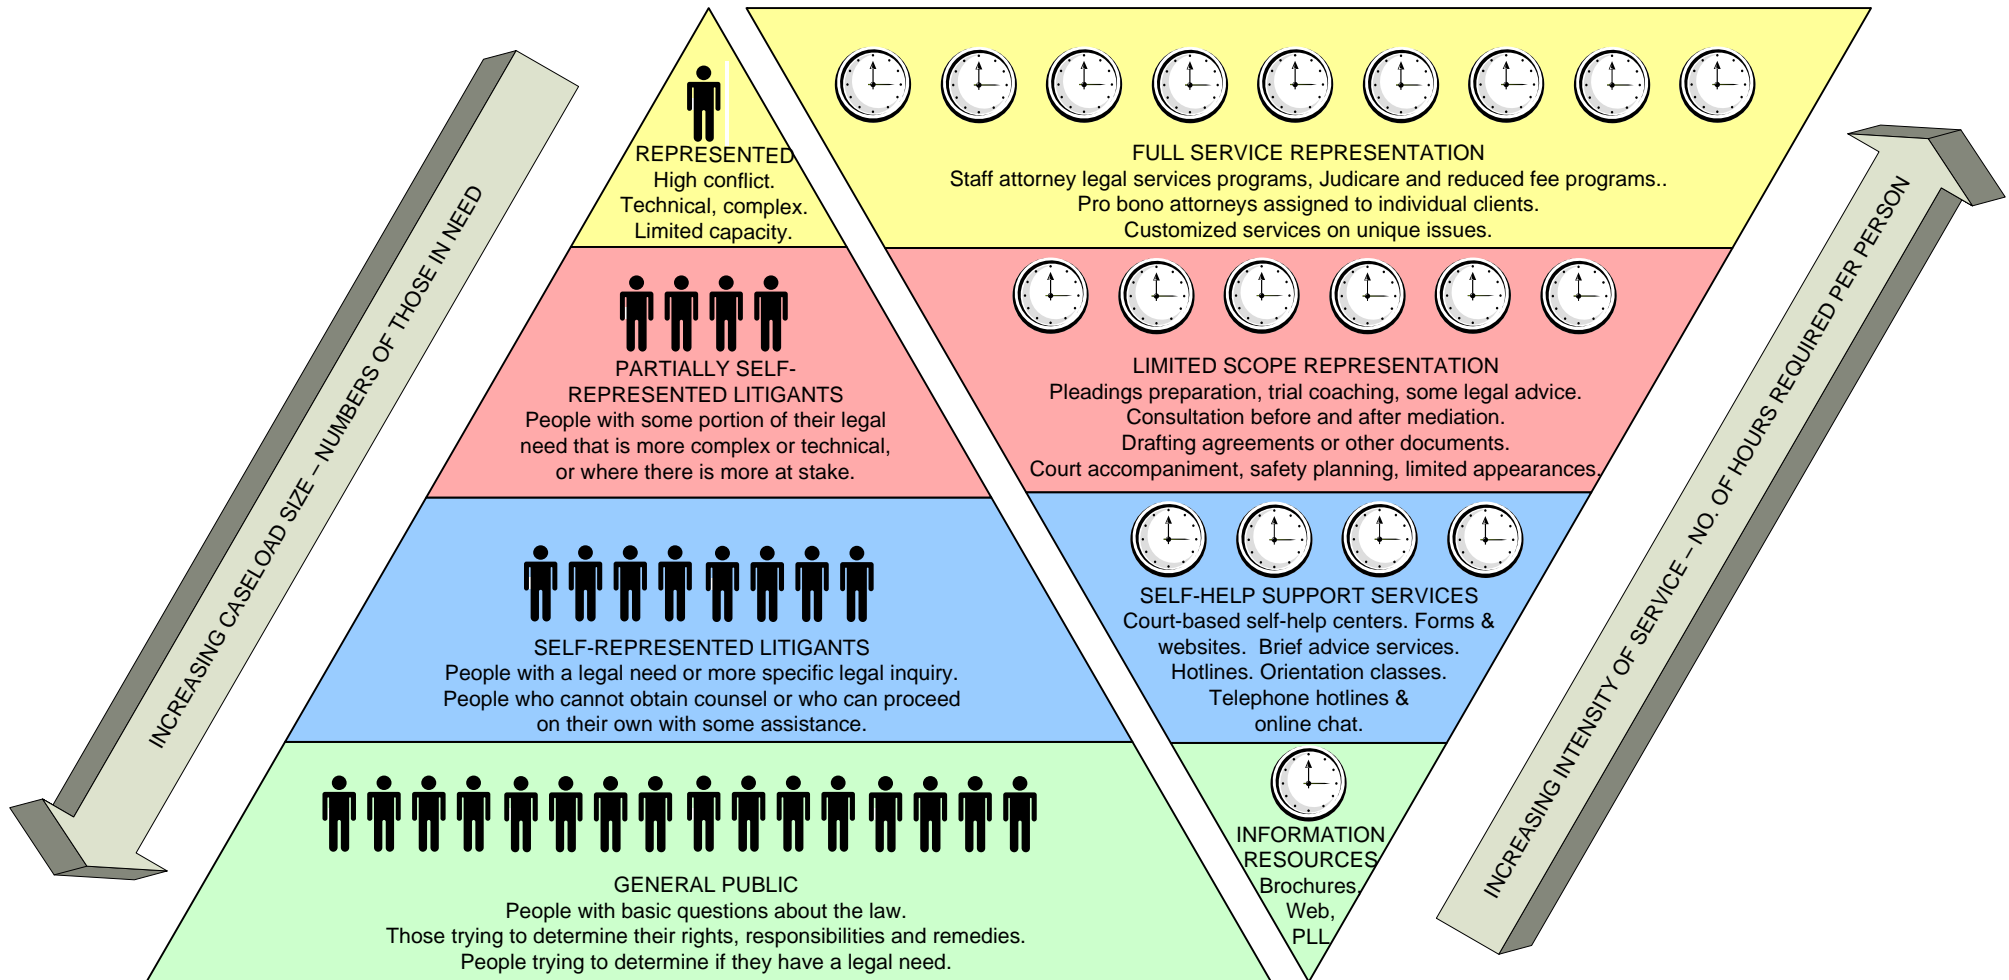 INCREASING CASELOAD SIZE – NUMBERS OF THOSE IN NEED
REPRESENTED
High conflict.
Technical, complex.
Limited capacity.
PARTIALLY SELF-
REPRESENTED LITIGANTS
People with some portion of their legal
need that is more complex or technical,
or where there is more at stake.
SELF-REPRESENTED LITIGANTS
People with a legal need or more specific legal inquiry.
People who cannot obtain counsel or who can proceed
on their own with some assistance.
GENERAL PUBLIC
People with basic questions about the law.
Those trying to determine their rights, responsibilities and remedies.
People trying to determine if they have a legal need.
FULL SERVICE REPRESENTATION
Staff attorney legal services programs, Judicare and reduced fee programs..
Pro bono attorneys assigned to individual clients.
Customized services on unique issues.
LIMITED SCOPE REPRESENTATION
Pleadings preparation, trial coaching, some legal advice.
Consultation before and after mediation.
Drafting agreements or other documents.
Court accompaniment, safety planning, limited appearances.
SELF-HELP SUPPORT SERVICES
Court-based self-help centers. Forms &
websites.  Brief advice services.
Hotlines. Orientation classes.
Telephone hotlines &
online chat.
INFORMATION
RESOURCES
Brochures,
Web,
PLL
INCREASING INTENSITY OF SERVICE – NO. OF HOURS REQUIRED PER PERSON